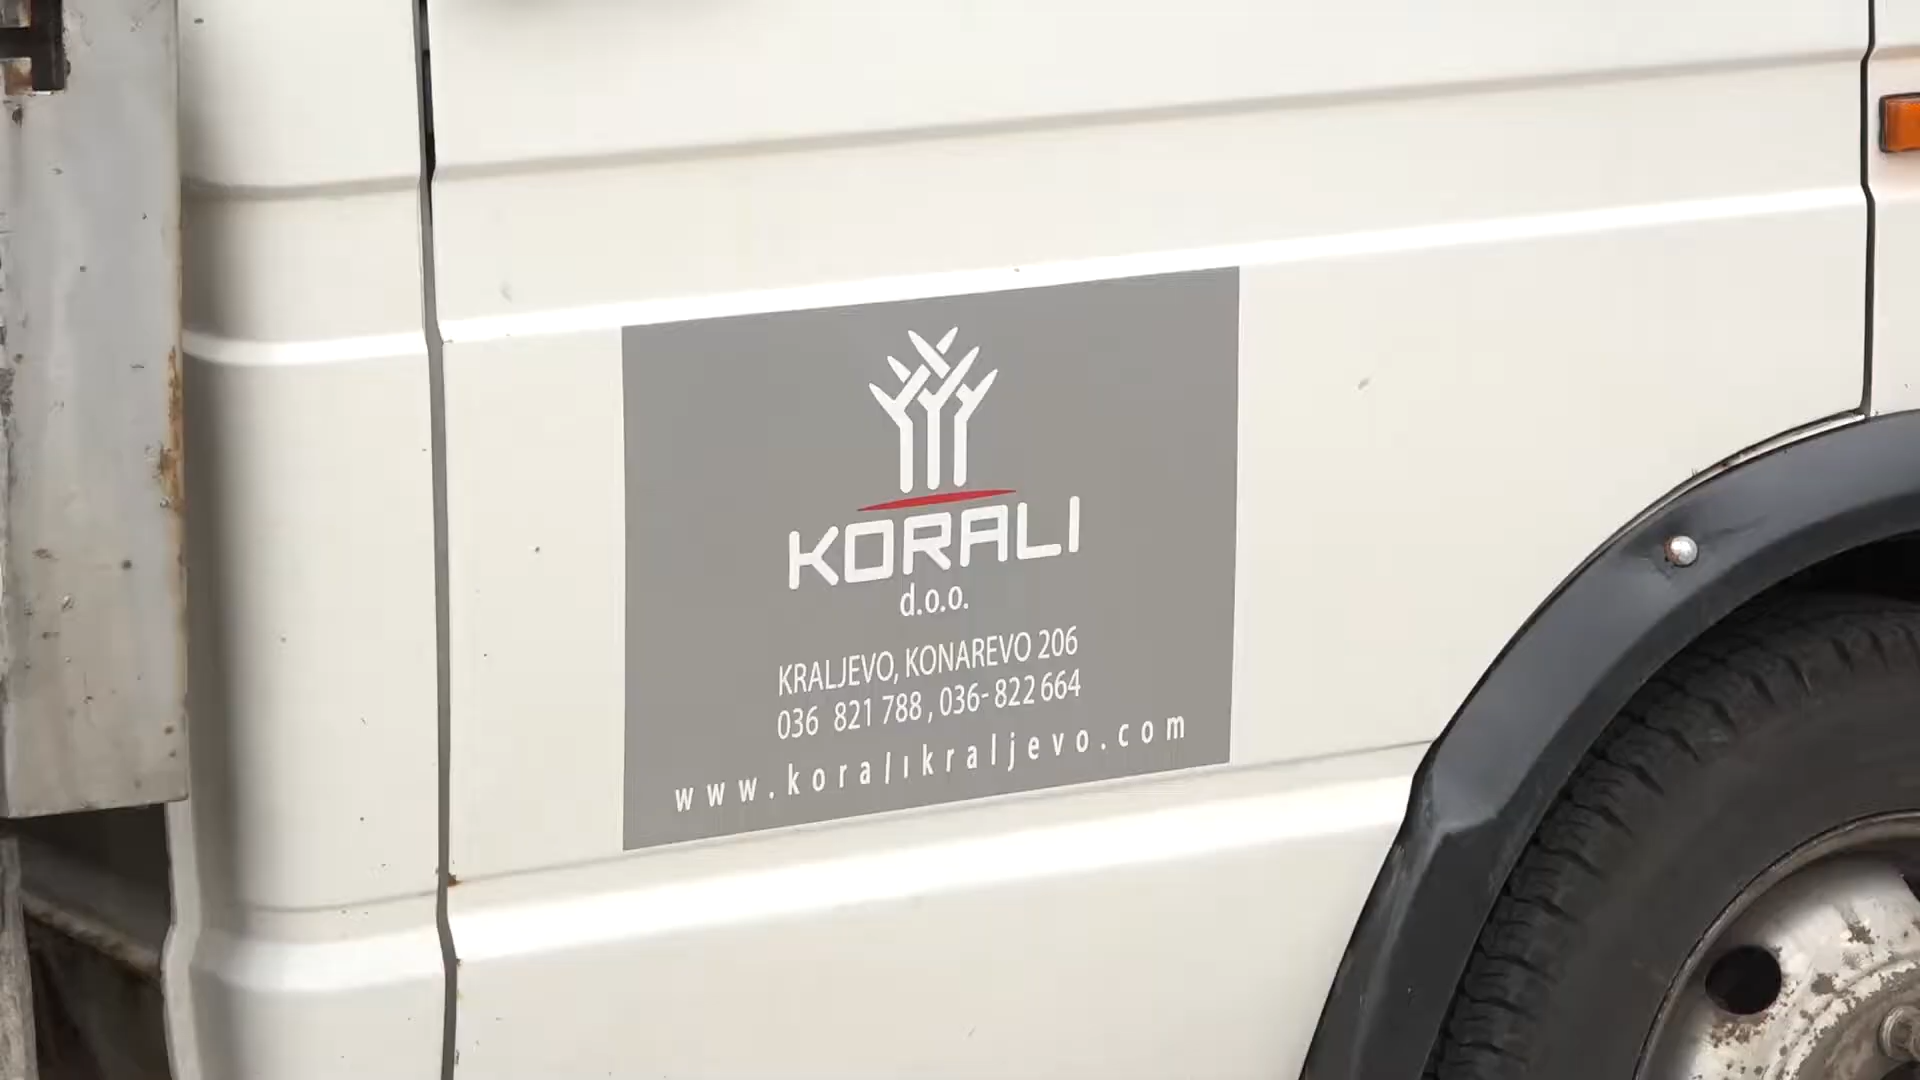 KORALI
d.o.o.
KRALJEVO, KONAREVO 206
036 821 788, 036-822 664
www.koralikraljevo.com